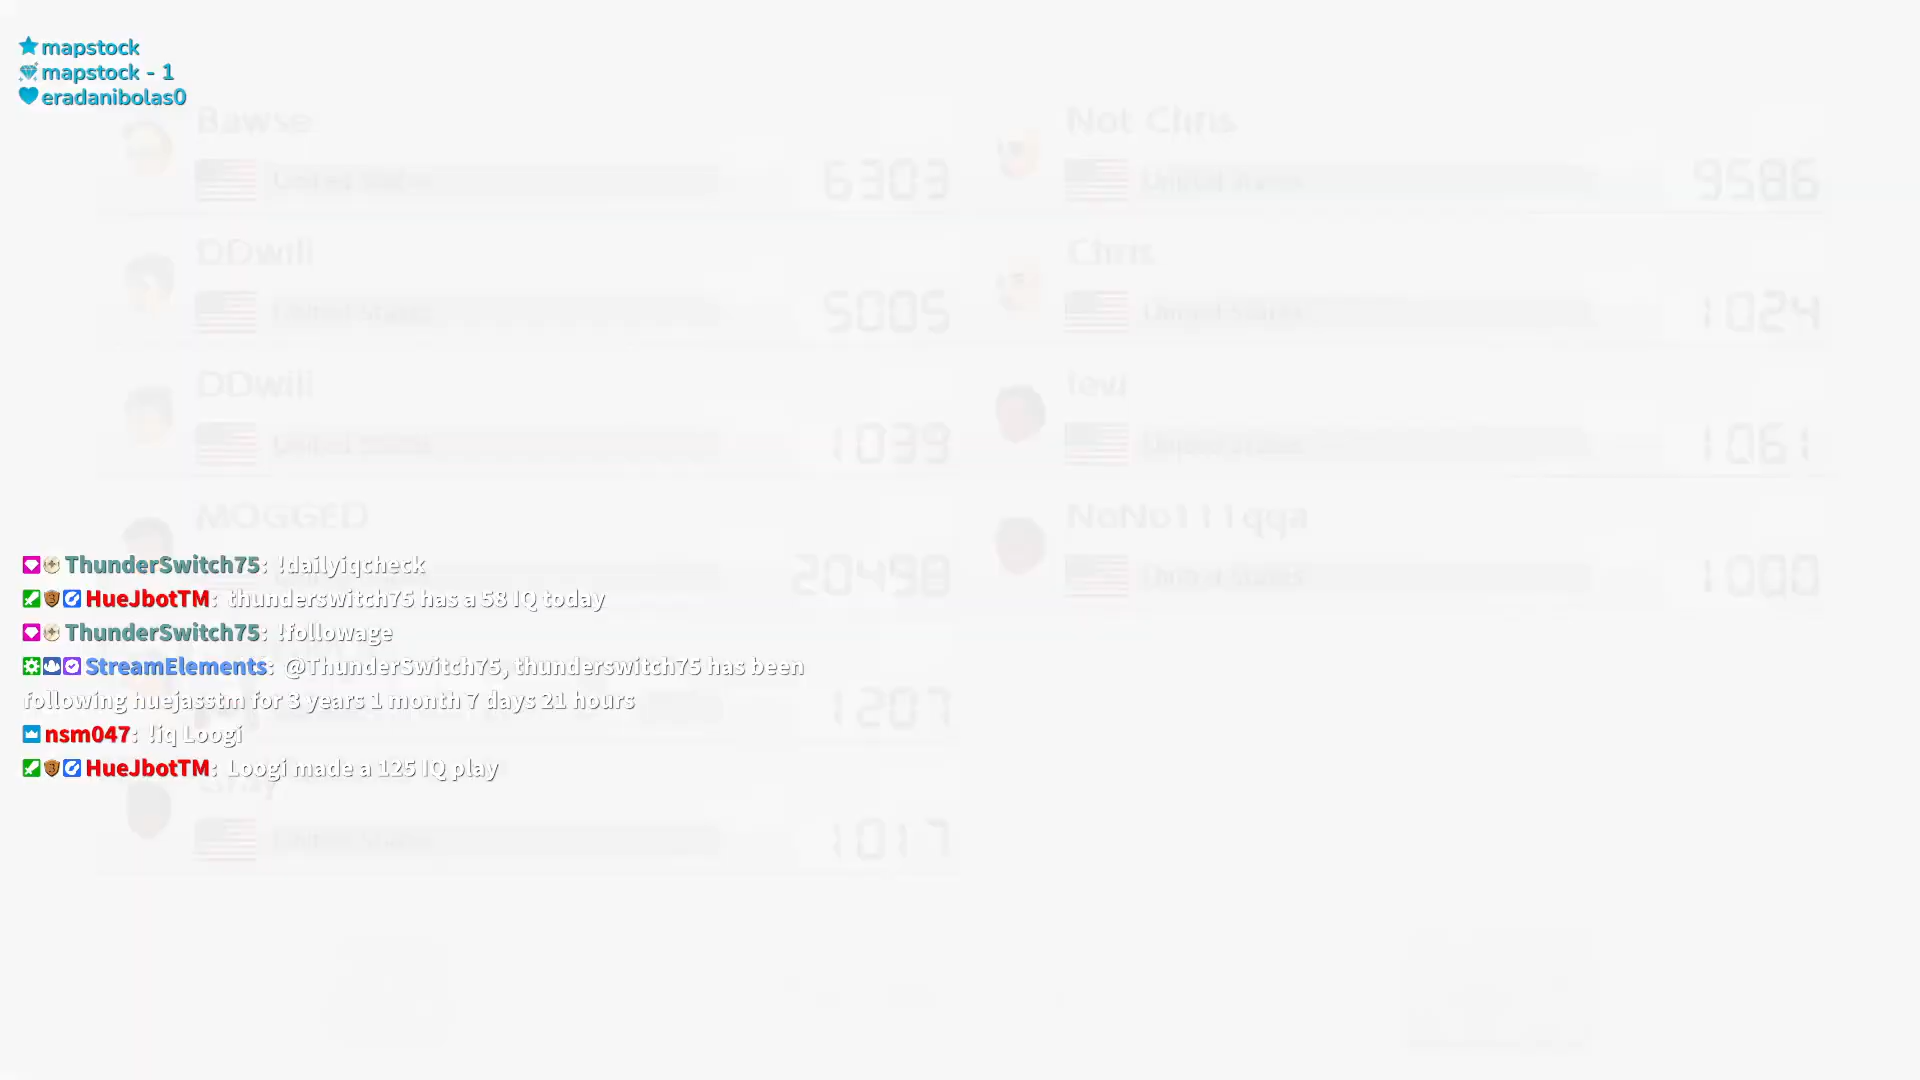 mapstock
mapstock - 1
eradanibolas0
Bawse
United States
6303
Not Chris
United States
9586
DDwill
United States
5005
Chris
United States
1024
DDwill
United States
1039
levi
United States
1061
MOGGED
20498
NoNo111qqa
United States
1000
ThunderSwitch75: !dailyiqcheck
HueJbotTM: thunderswitch75 has a 58 IQ today
ThunderSwitch75: !followage
StreamElements: @ThunderSwitch75, thunderswitch75 has been
following huejasstm for 3 years 1 month 7 days 21 hours
1207
nsm047: !iq Loogi
HueJbotTM: Loogi made a 125 IQ play
United States
1017